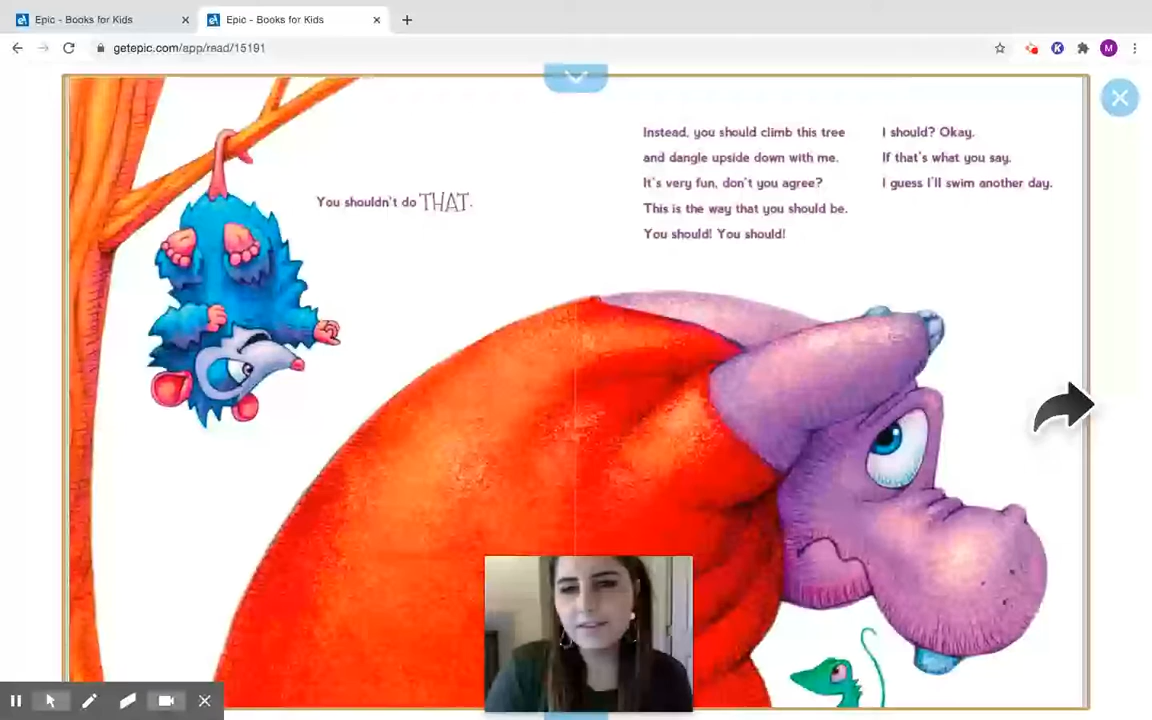 Epic - Books for Kids
Epic - Books for Kids
getepic.com/app/read/15191
M
You shouldn't do THAT.
Instead, you should climb this tree
and dangle upside down with me.
It's very fun, don't you agree?
This is the way that you should be.
You should! You should!
I should? Okay.
If that's what you say.
I guess I'll swim another day.